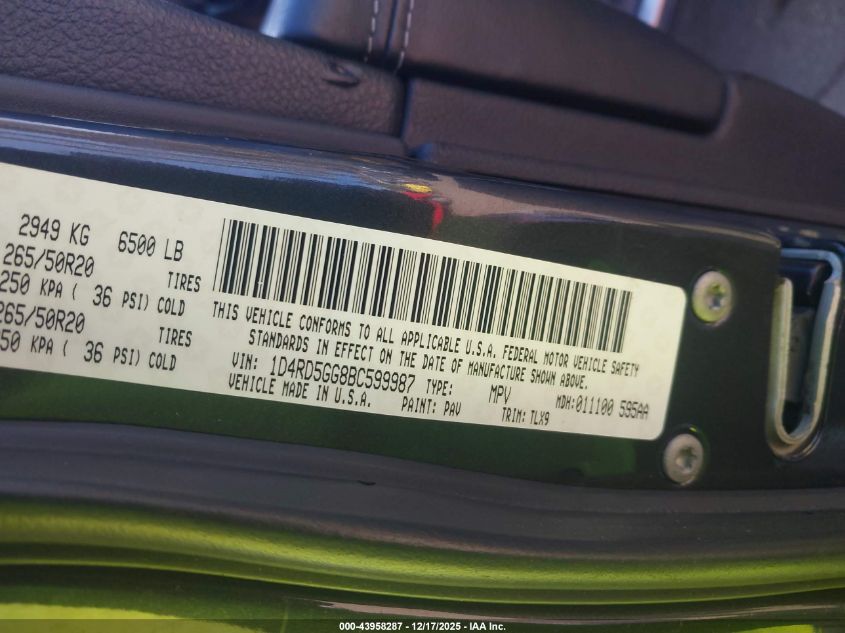 2949 KG 6500 LB
265/50R20 TIRES
250 KPA ( 36 PSI) COLD
265/50R20 TIRES
50 KPA ( 36 PSI) COLD
THIS VEHICLE CONFORMS TO ALL APPLICABLE U.S.A. FEDERAL MOTOR VEHICLE SAFETY
STANDARDS IN EFFECT ON THE DATE OF MANUFACTURE SHOWN ABOVE.
VIN: 1D4RD5GG8BC599987 TYPE: MPV MDH:011100 595AA
VEHICLE MADE IN U.S.A. PAINT: PAV TRIM: TLX9
000-43958287 - 12/17/2025 - IAA Inc.